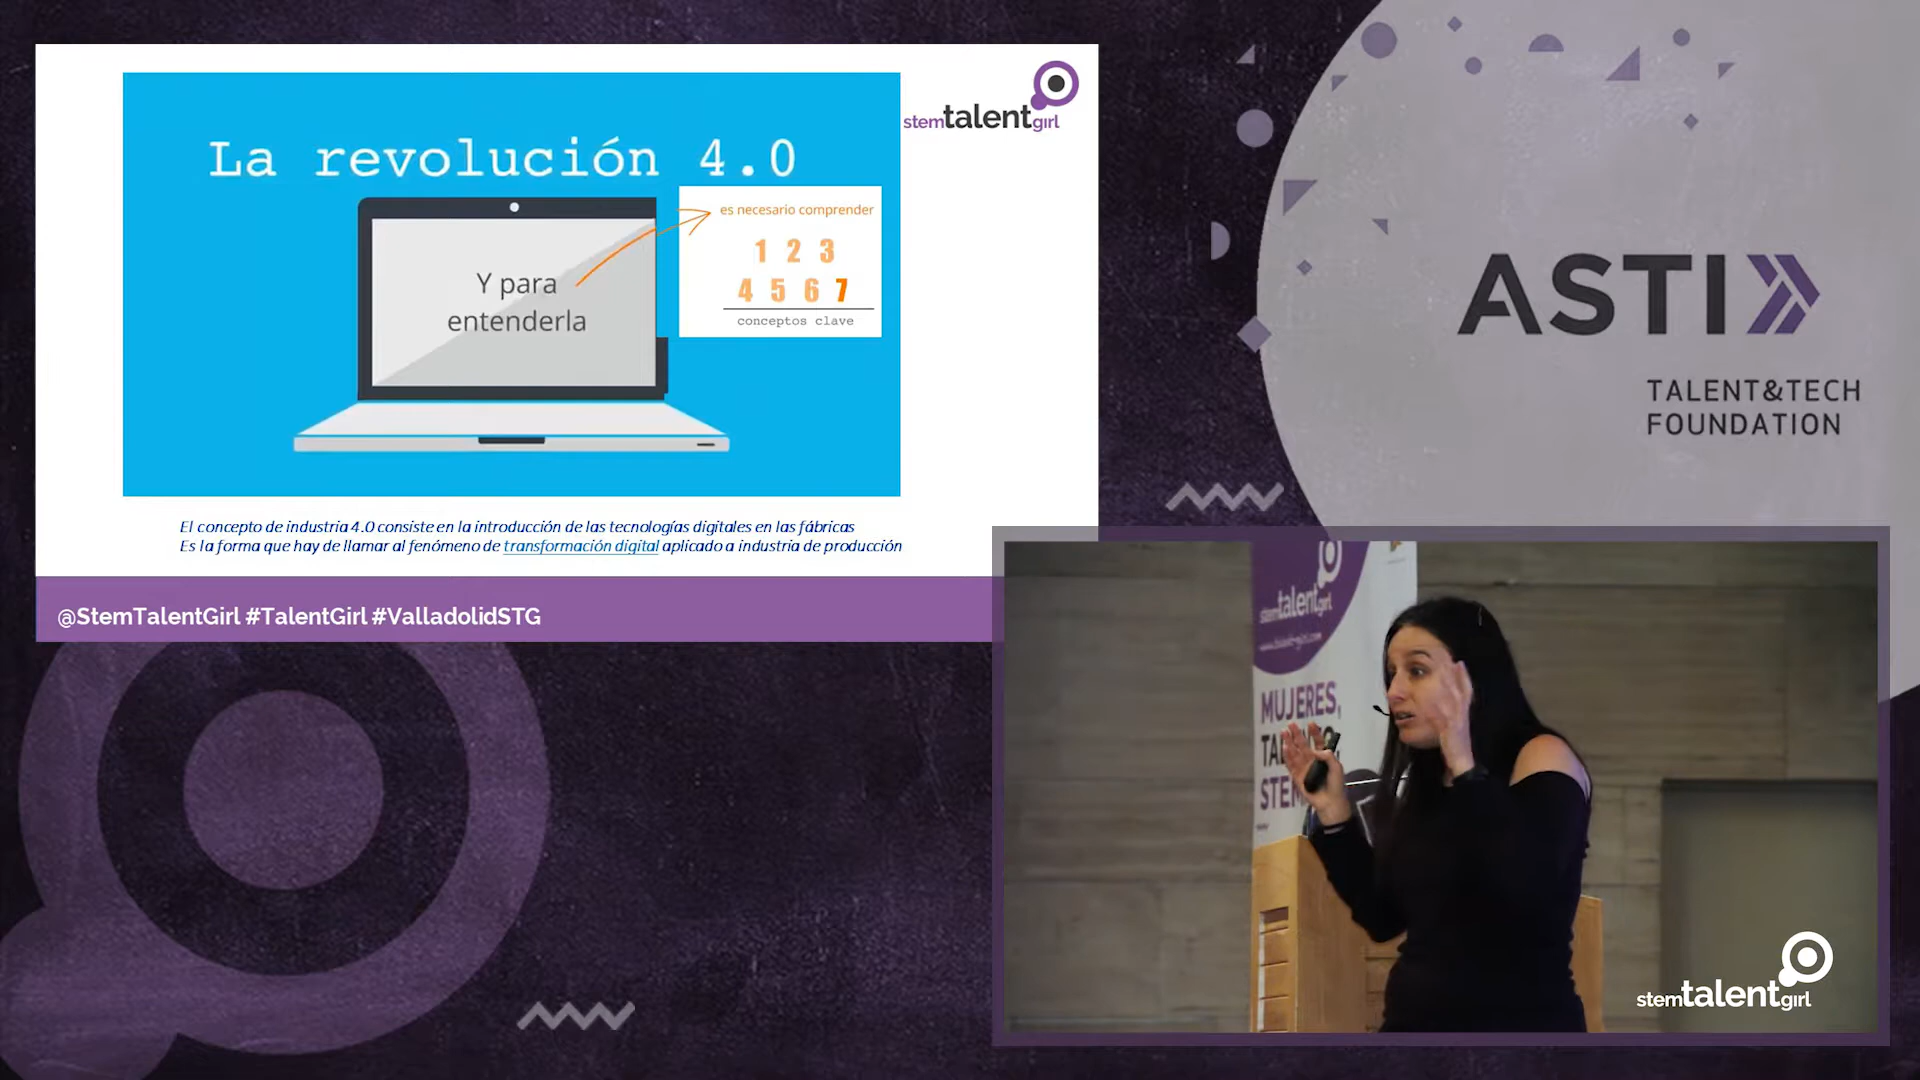 La revolución 4.0
Y para
entenderla
es necesario comprender
1 2 3
4 5 6 7
conceptos clave
stemtalentgirl
El concepto de industria 4.0 consiste en la introducción de las tecnologías digitales en las fábricas
Es la forma que hay de llamar al fenómeno de transformación digital aplicado a industria de producción
@StemTalentGirl #TalentGirl #ValladolidSTG
ASTI
TALENT&TECH
FOUNDATION
stemtalentgirl
MUJERES,
STEM
stemtalentgirl